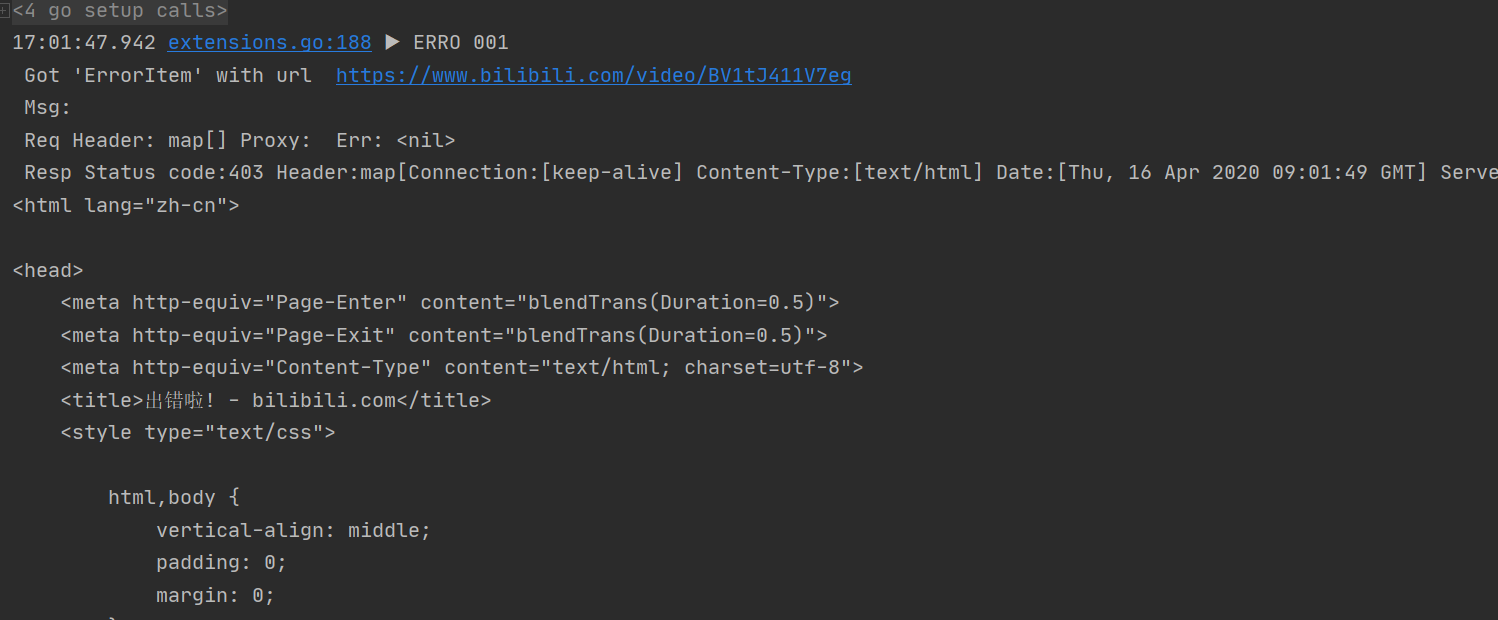 <4 go setup calls>
17:01:47.942 extensions.go:188 ▶ ERRO 001
Got 'ErrorItem' with url  https://www.bilibili.com/video/BV1tJ411V7eg
Msg:
Req Header: map[] Proxy:  Err: <nil>
Resp Status code:403 Header:map[Connection:[keep-alive] Content-Type:[text/html] Date:[Thu, 16 Apr 2020 09:01:49 GMT] Serve
<html lang="zh-cn">
<head>
<meta http-equiv="Page-Enter" content="blendTrans(Duration=0.5)">
<meta http-equiv="Page-Exit" content="blendTrans(Duration=0.5)">
<meta http-equiv="Content-Type" content="text/html; charset=utf-8">
<title>出错啦! - bilibili.com</title>
<style type="text/css">
html,body {
vertical-align: middle;
padding: 0;
margin: 0;